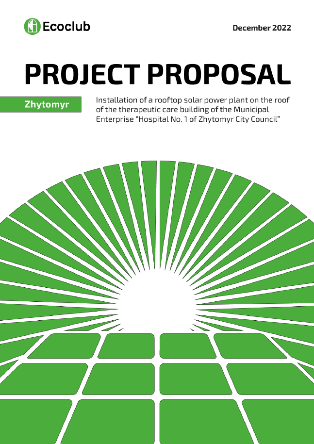 Ecoclub
December 2022
PROJECT PROPOSAL
Zhytomyr
Installation of a rooftop solar power plant on the roof
of the therapeutic care building of the Municipal
Enterprise "Hospital No. 1 of Zhytomyr City Council"